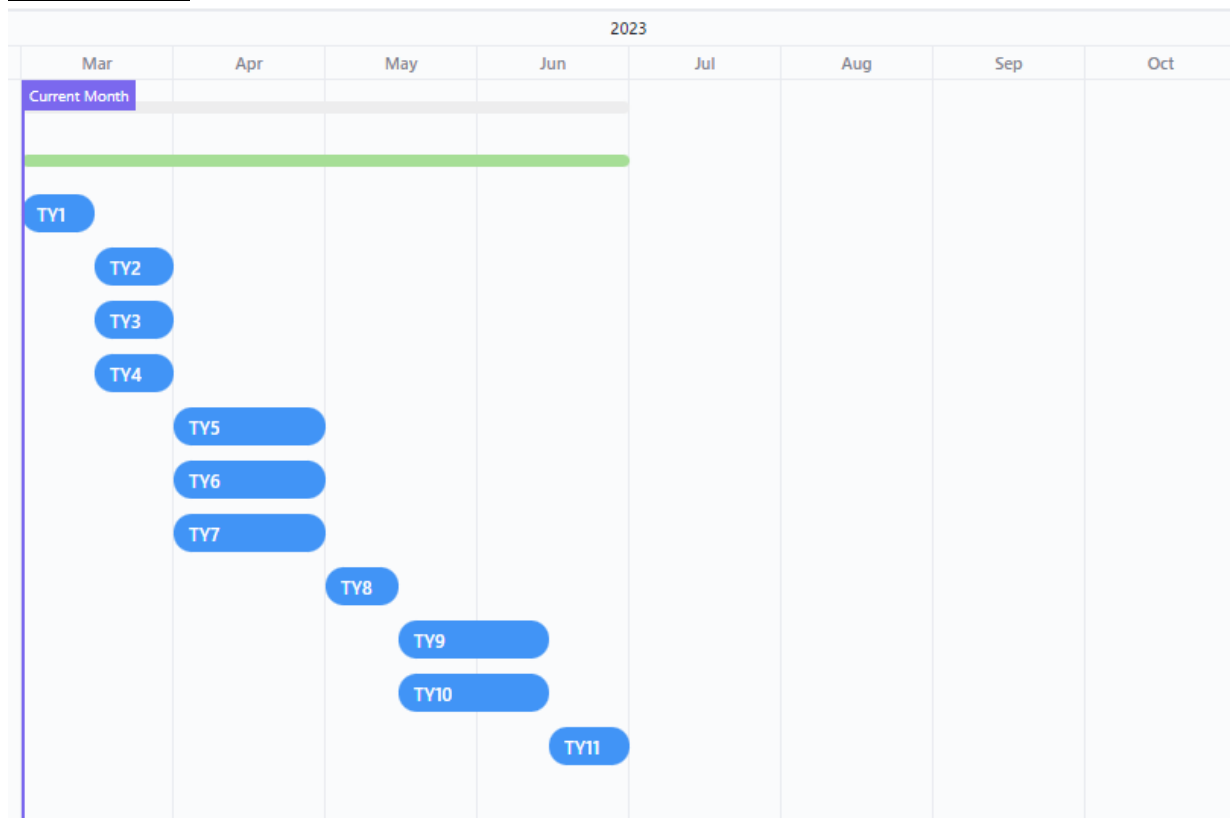 2023
Mar Apr May Jun Jul Aug Sep Oct
Current Month
TY1
TY2
TY3
TY4
TY5
TY6
TY7
TY8
TY9
TY10
TY11